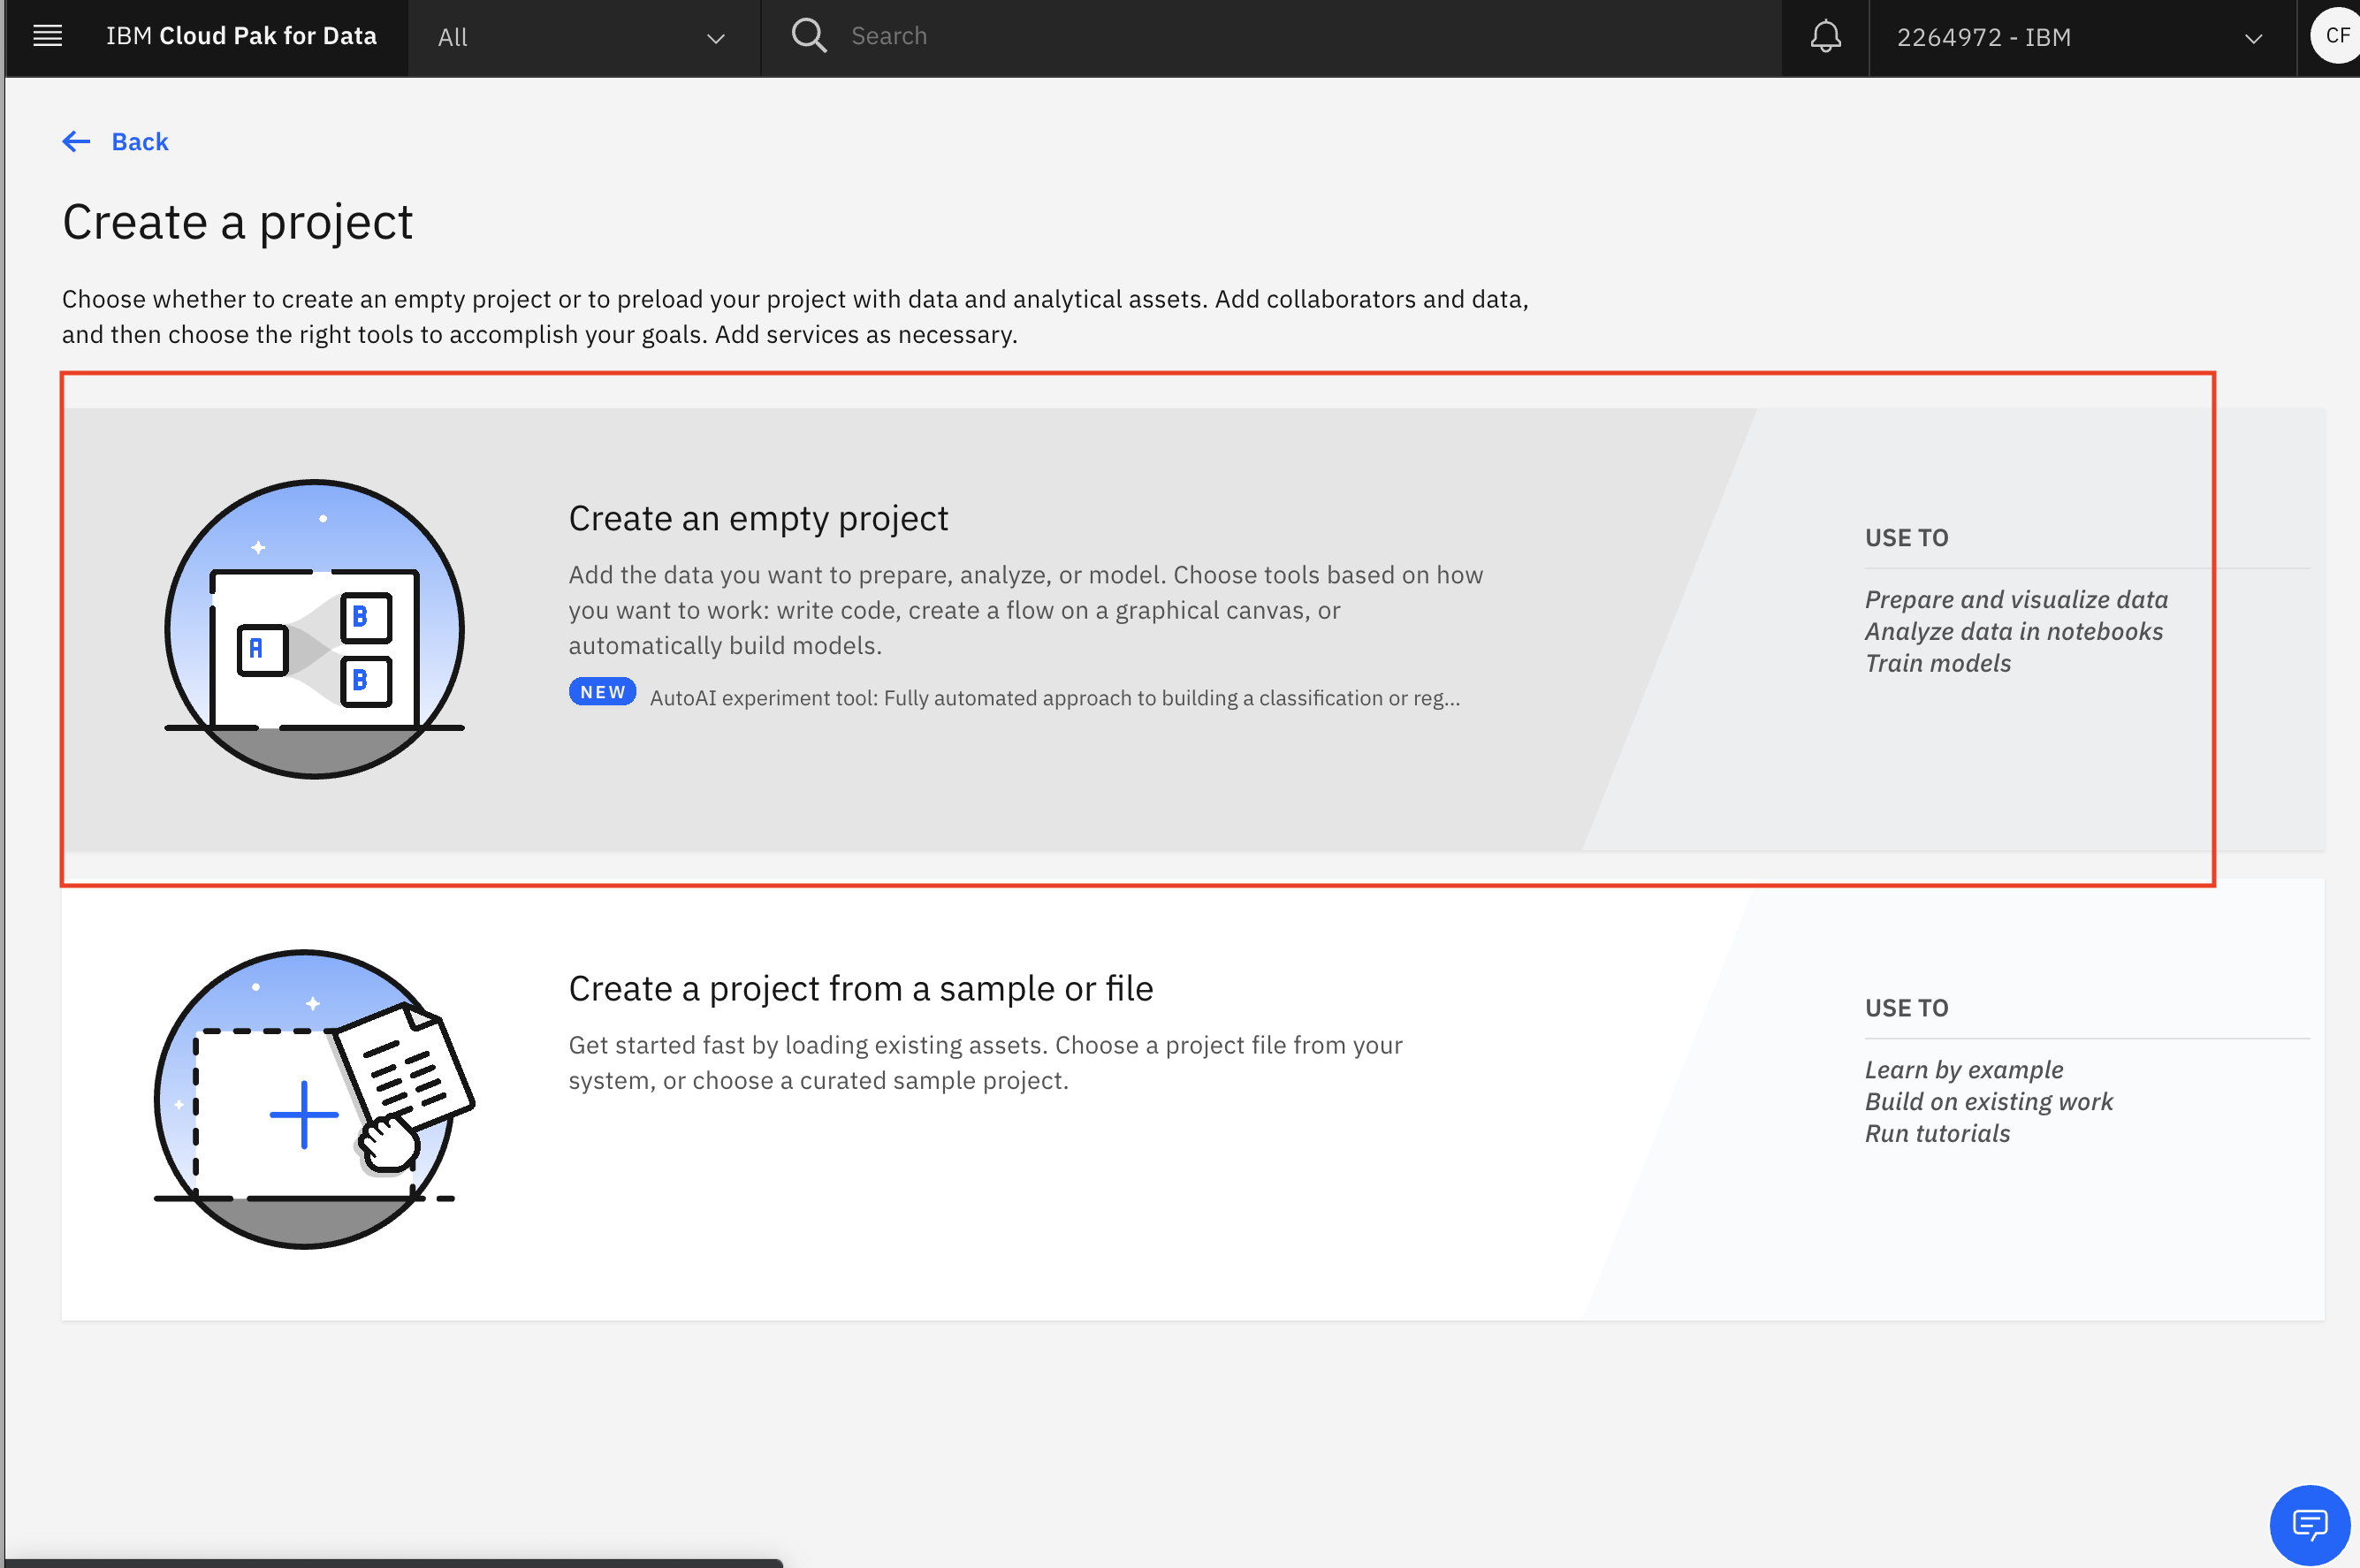 IBM Cloud Pak for Data
All
Search
2264972 - IBM
CF
Back
Create a project
Choose whether to create an empty project or to preload your project with data and analytical assets. Add collaborators and data,
and then choose the right tools to accomplish your goals. Add services as necessary.
A
B
B
Create an empty project
Add the data you want to prepare, analyze, or model. Choose tools based on how
you want to work: write code, create a flow on a graphical canvas, or
automatically build models.
NEW AutoAI experiment tool: Fully automated approach to building a classification or reg...
USE TO
Prepare and visualize data
Analyze data in notebooks
Train models
Create a project from a sample or file
Get started fast by loading existing assets. Choose a project file from your
system, or choose a curated sample project.
USE TO
Learn by example
Build on existing work
Run tutorials